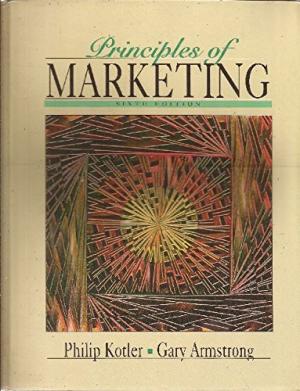 Principles of
MARKETING
SIXTH EDITION
Philip Kotler ▪ Gary Armstrong